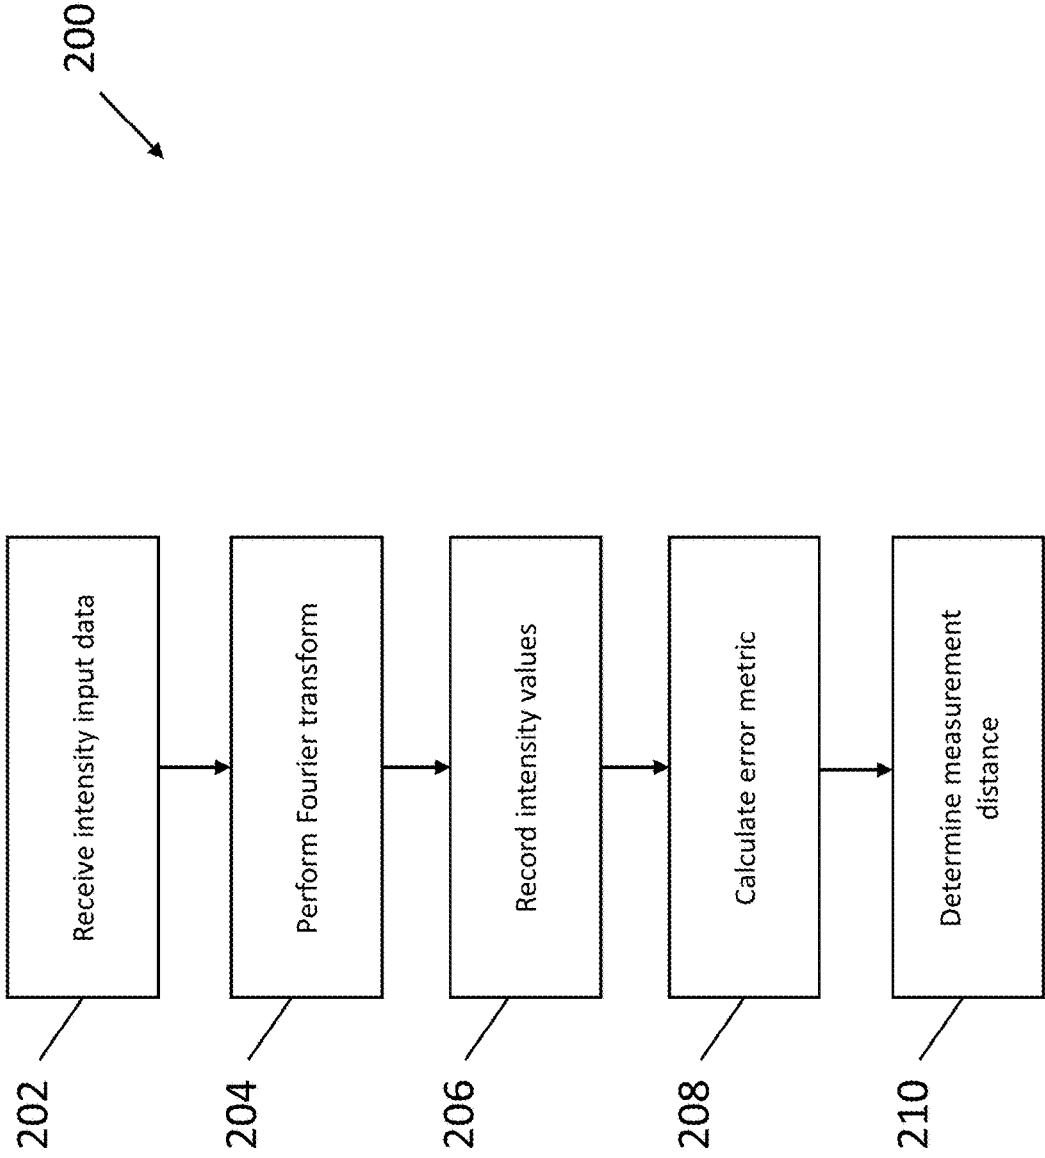 200
202
Receive intensity input data
204
Perform Fourier transform
206
Record intensity values
208
Calculate error metric
210
Determine measurement
distance